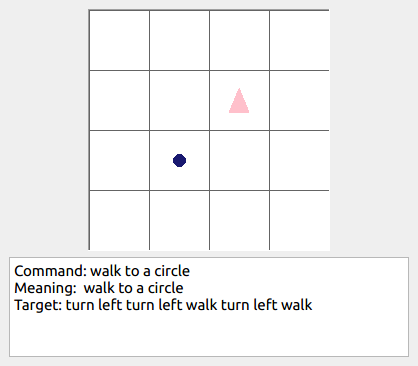 Command: walk to a circle
Meaning:  walk to a circle
Target: turn left turn left walk turn left walk